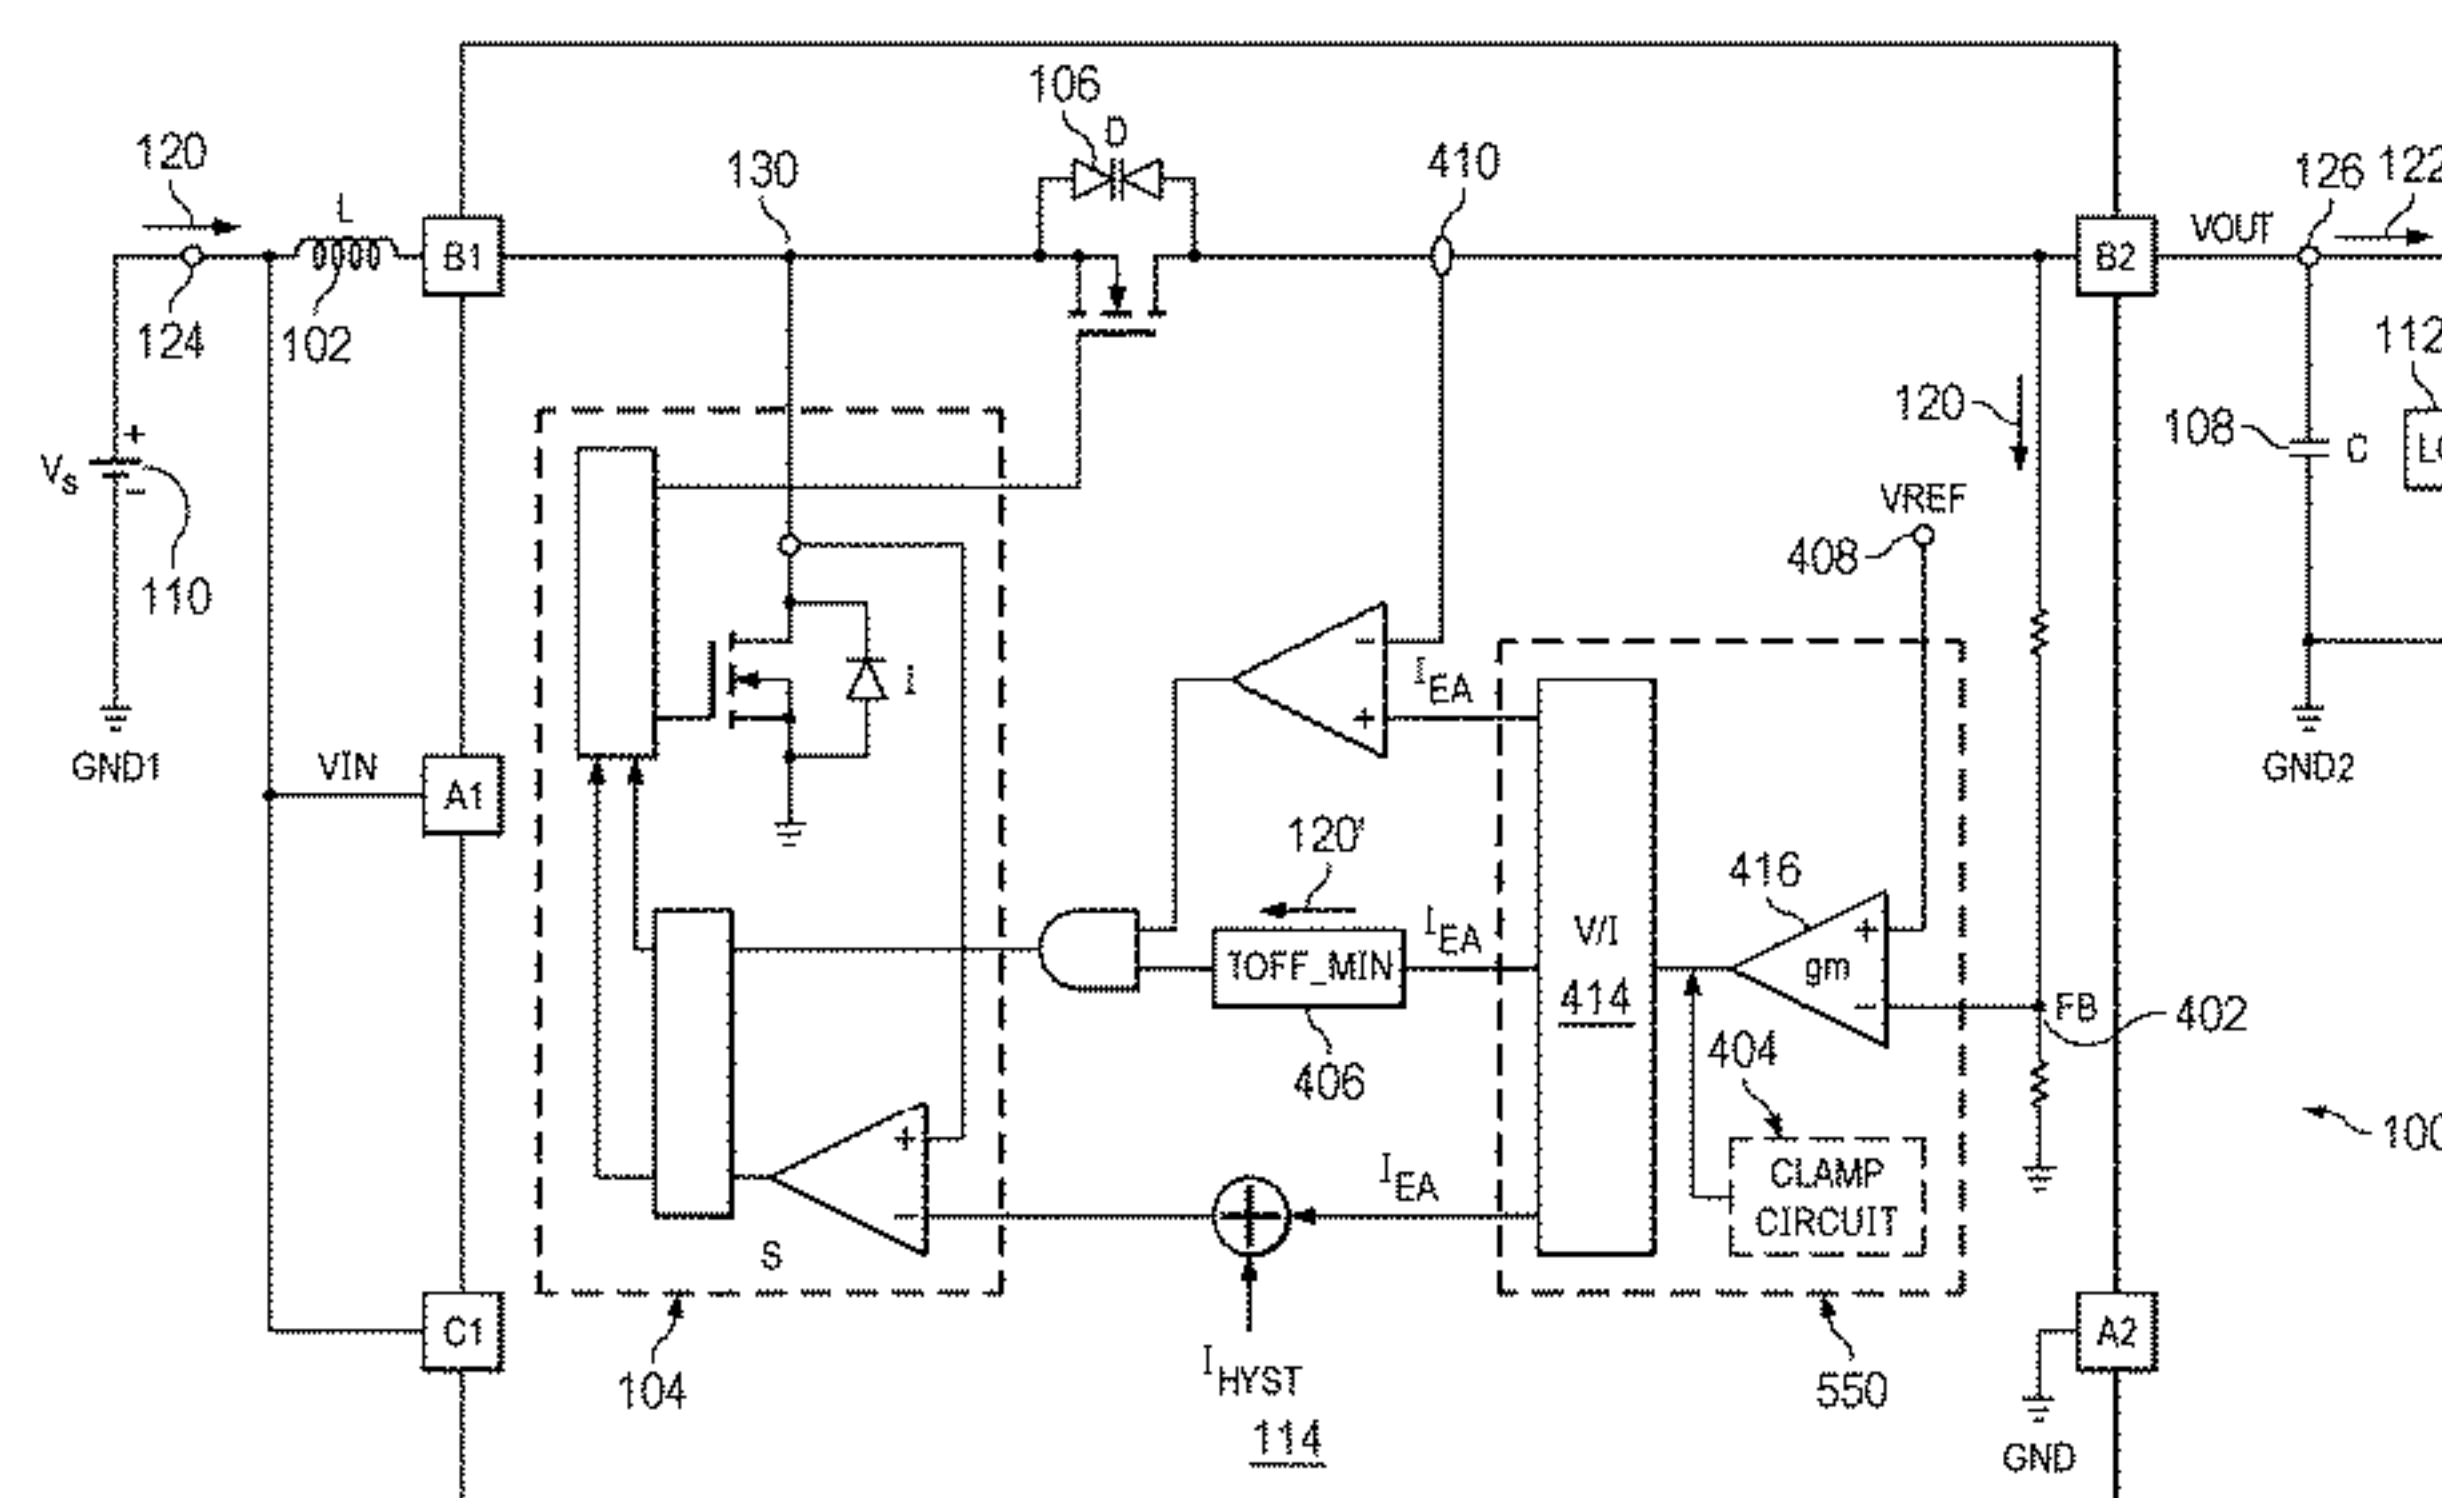 106
D
120
130
410
126
122
L
VOUT
B1
B2
124
102
112
120
108
C
+
Vs
−
VREF
110
408
−
IEA
i
+
GND1
VIN
GND2
A1
120'
416
IEA
V/I
+
TOFF_MIN
gm
414
−
FB
402
404
406
+
CLAMP
CIRCUIT
IEA
−
S
C1
A2
104
IHYST
550
114
GND